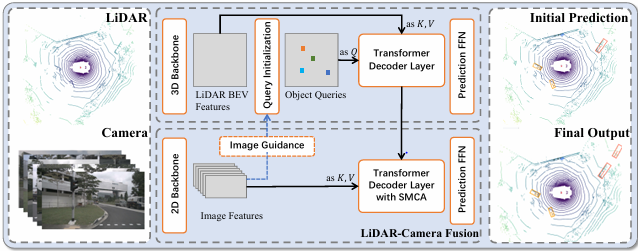 LiDAR
3D Backbone
LiDAR BEV
Features
Query Initialization
Object Queries
as K, V
as Q
Transformer
Decoder Layer
Prediction FFN
Initial Prediction
Camera
2D Backbone
Image Guidance
Image Features
as K, V
Transformer
Decoder Layer
with SMCA
Prediction FFN
LiDAR-Camera Fusion
Final Output